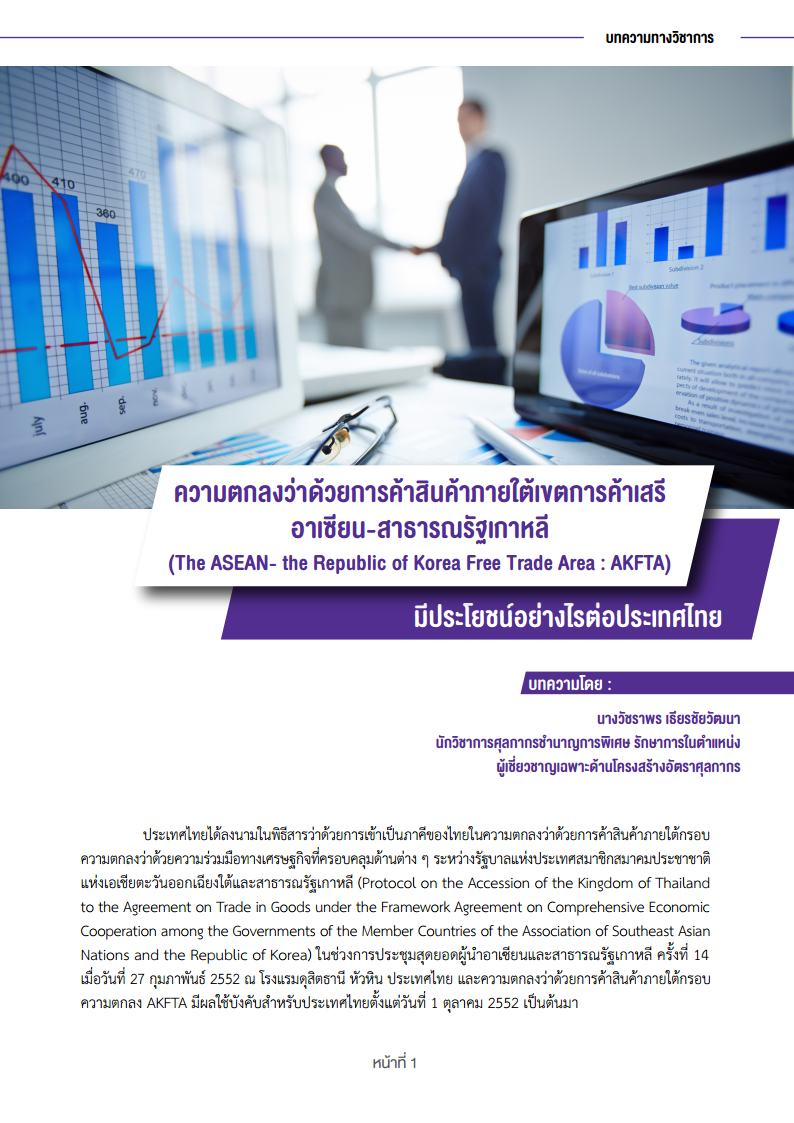 บทความทางวิชาการ
400
410
360
470
july
aug.
sep.
nov.
Subdivision 1
Subdivision 2
Best subdivision value
Product placement in
Subdivisions
The given analytical report
ความตกลงว่าด้วยการค้าสินค้าภายใต้เขตการค้าเสรี
อาเซียน-สาธารณรัฐเกาหลี
(The ASEAN- the Republic of Korea Free Trade Area : AKFTA)
มีประโยชน์อย่างไรต่อประเทศไทย
บทความโดย :
นางวัชราพร เธียรชัยวัฒนา
นักวิชาการศุลกากรชำนาญการพิเศษ รักษาการในตำแหน่ง
ผู้เชี่ยวชาญเฉพาะด้านโครงสร้างอัตราศุลกากร
ประเทศไทยได้ลงนามในพิธีสารว่าด้วยการเข้าเป็นภาคีของไทยในความตกลงว่าด้วยการค้าสินค้าภายใต้กรอบ
ความตกลงว่าด้วยความร่วมมือทางเศรษฐกิจที่ครอบคลุมด้านต่าง ๆ ระหว่างรัฐบาลแห่งประเทศสมาชิกสมาคมประชาชาติ
แห่งเอเชียตะวันออกเฉียงใต้และสาธารณรัฐเกาหลี (Protocol on the Accession of the Kingdom of Thailand
to the Agreement on Trade in Goods under the Framework Agreement on Comprehensive Economic
Cooperation among the Governments of the Member Countries of the Association of Southeast Asian
Nations and the Republic of Korea) ในช่วงการประชุมสุดยอดผู้นำอาเซียนและสาธารณรัฐเกาหลี ครั้งที่ 14
เมื่อวันที่ 27 กุมภาพันธ์ 2552 ณ โรงแรมดุสิตธานี หัวหิน ประเทศไทย และความตกลงว่าด้วยการค้าสินค้าภายใต้กรอบ
ความตกลง AKFTA มีผลใช้บังคับสำหรับประเทศไทยตั้งแต่วันที่ 1 ตุลาคม 2552 เป็นต้นมา
หน้าที่ 1